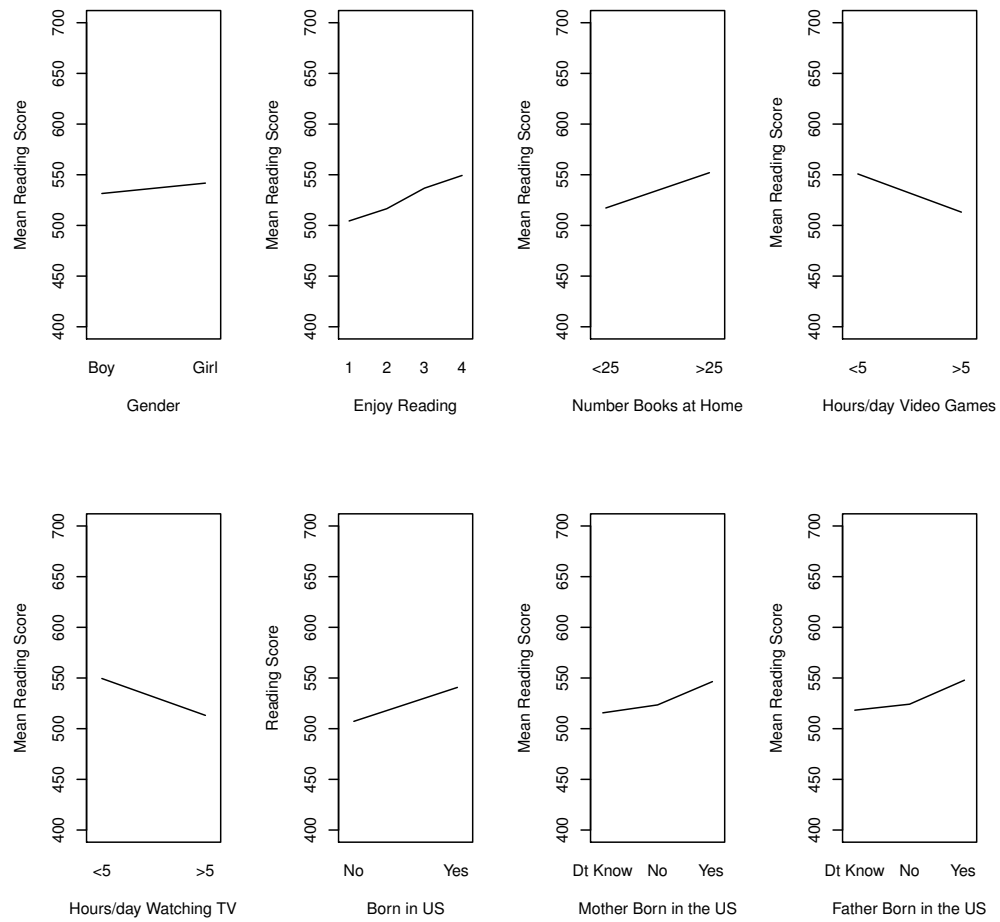 Mean Reading Score
700
650
600
550
500
450
400
Boy Girl
Gender
Mean Reading Score
700
650
600
550
500
450
400
1 2 3 4
Enjoy Reading
Mean Reading Score
700
650
600
550
500
450
400
<25 >25
Number Books at Home
Mean Reading Score
700
650
600
550
500
450
400
<5 >5
Hours/day Video Games
Mean Reading Score
700
650
600
550
500
450
400
<5 >5
Hours/day Watching TV
Reading Score
700
650
600
550
500
450
400
No Yes
Born in US
Mean Reading Score
700
650
600
550
500
450
400
Dt Know No Yes
Mother Born in the US
Mean Reading Score
700
650
600
550
500
450
400
Dt Know No Yes
Father Born in the US